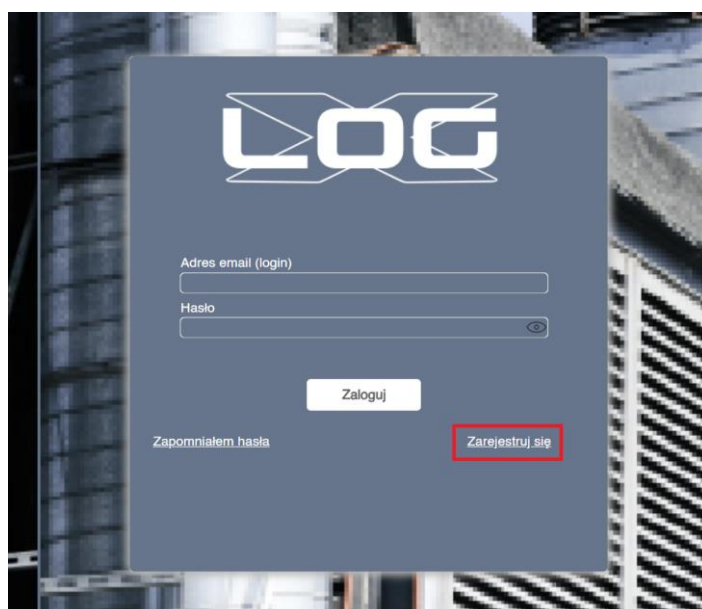 LOG
Adres email (login)
Hasło
Zaloguj
Zapomniałem hasła
Zarejestruj się